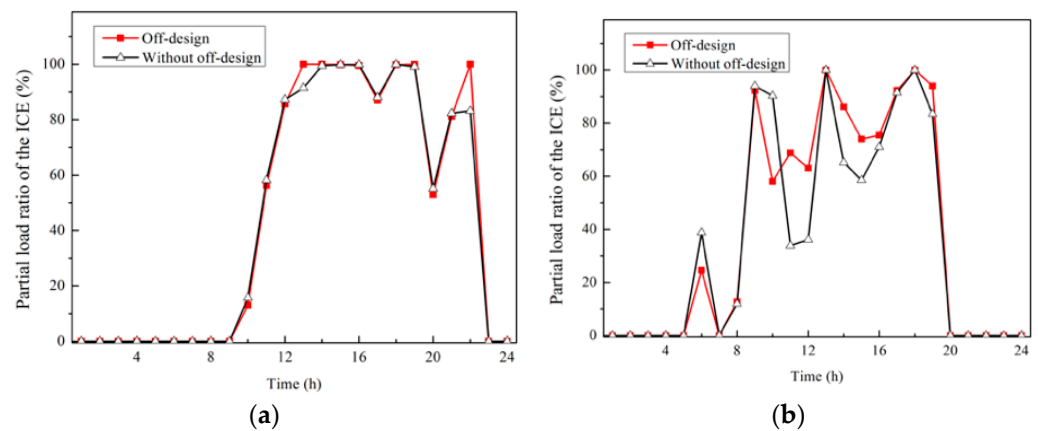 Off-design
Without off-design
Partial load ratio of the ICE (%)
100
80
60
40
20
0
4 8 12 16 20 24
Time (h)
(a)
Off-design
Without off-design
Partial load ratio of the ICE (%)
100
80
60
40
20
0
4 8 12 16 20 24
Time (h)
(b)